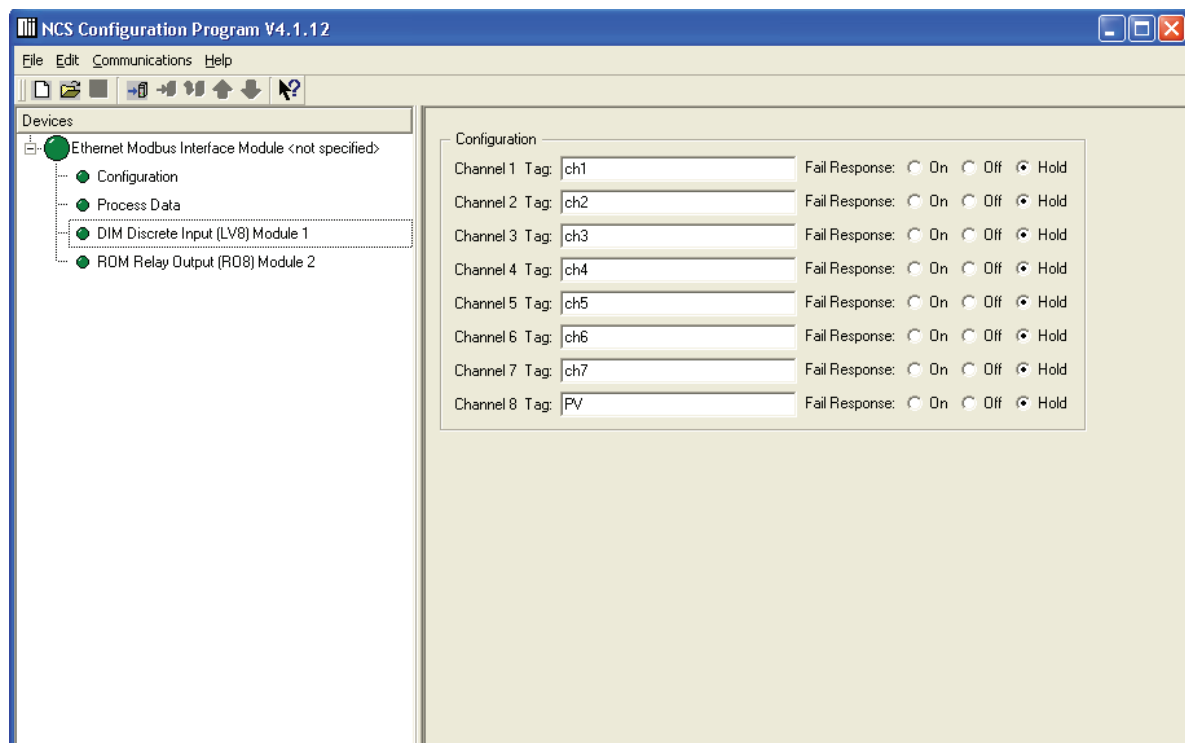 NCS Configuration Program V4.1.12
File Edit Communications Help
Devices
Ethernet Modbus Interface Module <not specified>
Configuration
Process Data
DIM Discrete Input (LV8) Module 1
ROM Relay Output (RO8) Module 2
Configuration
Channel 1 Tag: ch1 Fail Response: On Off Hold
Channel 2 Tag: ch2 Fail Response: On Off Hold
Channel 3 Tag: ch3 Fail Response: On Off Hold
Channel 4 Tag: ch4 Fail Response: On Off Hold
Channel 5 Tag: ch5 Fail Response: On Off Hold
Channel 6 Tag: ch6 Fail Response: On Off Hold
Channel 7 Tag: ch7 Fail Response: On Off Hold
Channel 8 Tag: PV Fail Response: On Off Hold